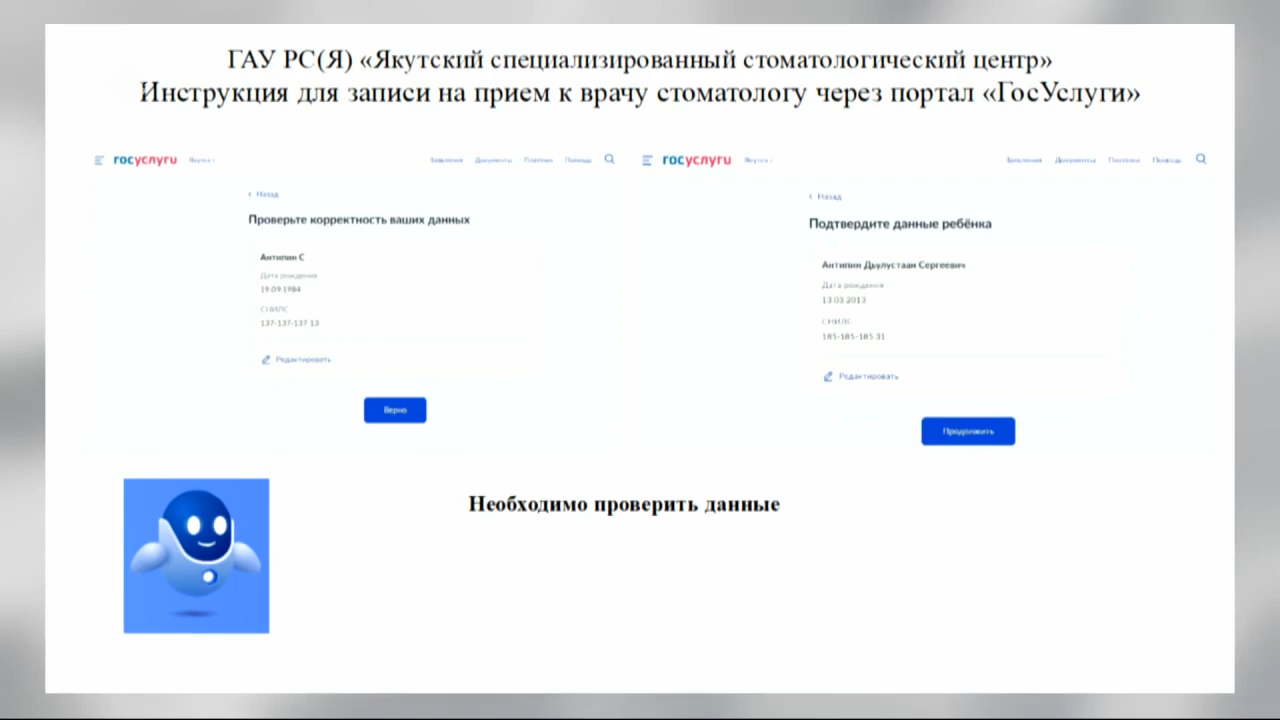 ГАУ РС(Я) «Якутский специализированный стоматологический центр»
Инструкция для записи на прием к врачу стоматологу через портал «ГосУслуги»
госуслуги Якутск Заявления Документы Платежи Помощь
Назад
Проверьте корректность ваших данных
Антипин С
Дата рождения
19.09.1984
СНИЛС
137-137-137 13
Редактировать
Верно
госуслуги Якутск Заявления Документы Платежи Помощь
Назад
Подтвердите данные ребёнка
Антипин Дьулустаан Сергеевич
Дата рождения
13.03.2013
СНИЛС
185-185-185 31
Редактировать
Продолжить
Необходимо проверить данные